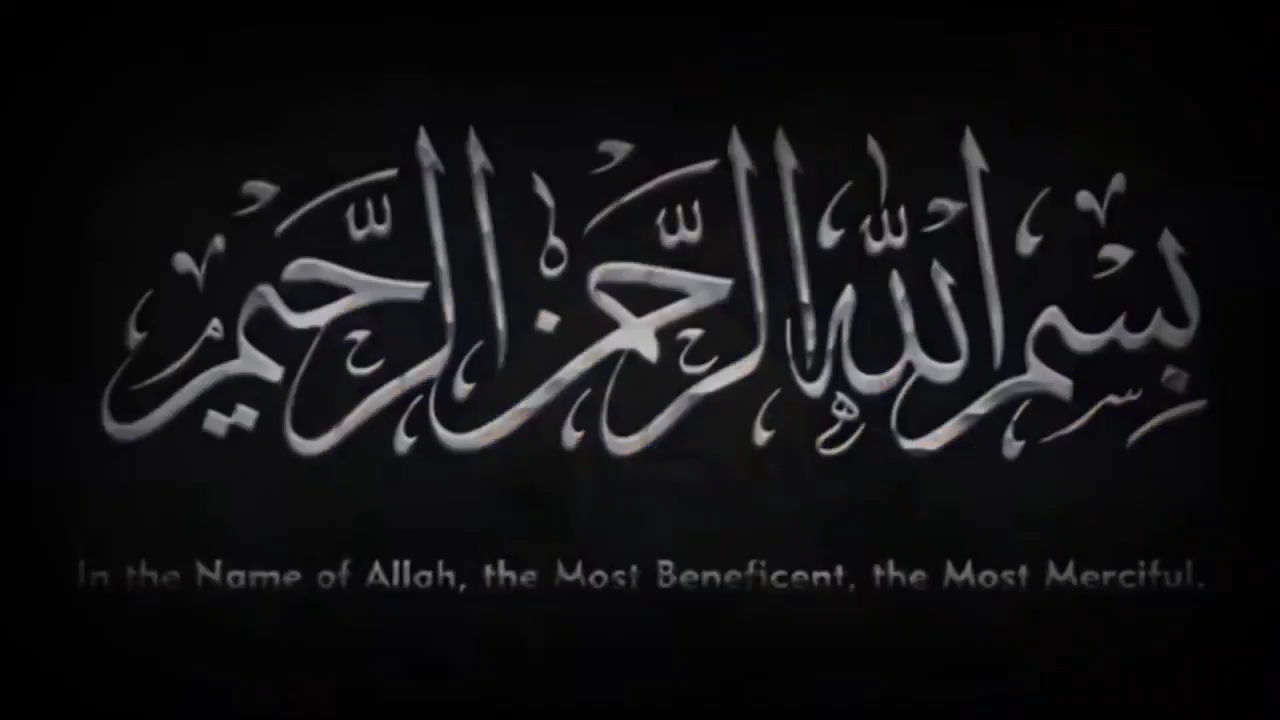 بسم الله الرحمن الرحيم
In the Name of Allah, the Most Beneficent, the Most Merciful.